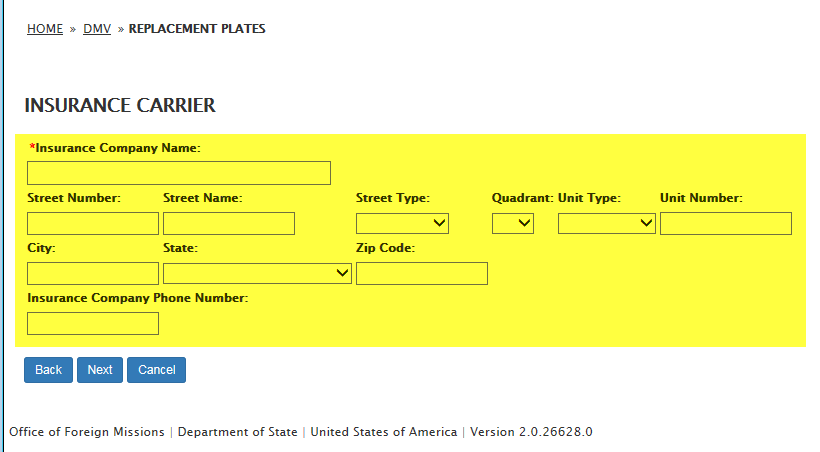 HOME » DMV » REPLACEMENT PLATES
INSURANCE CARRIER
*Insurance Company Name:
Street Number: Street Name: Street Type: Quadrant: Unit Type: Unit Number:
City: State: Zip Code:
Insurance Company Phone Number:
Back Next Cancel
Office of Foreign Missions | Department of State | United States of America | Version 2.0.26628.0